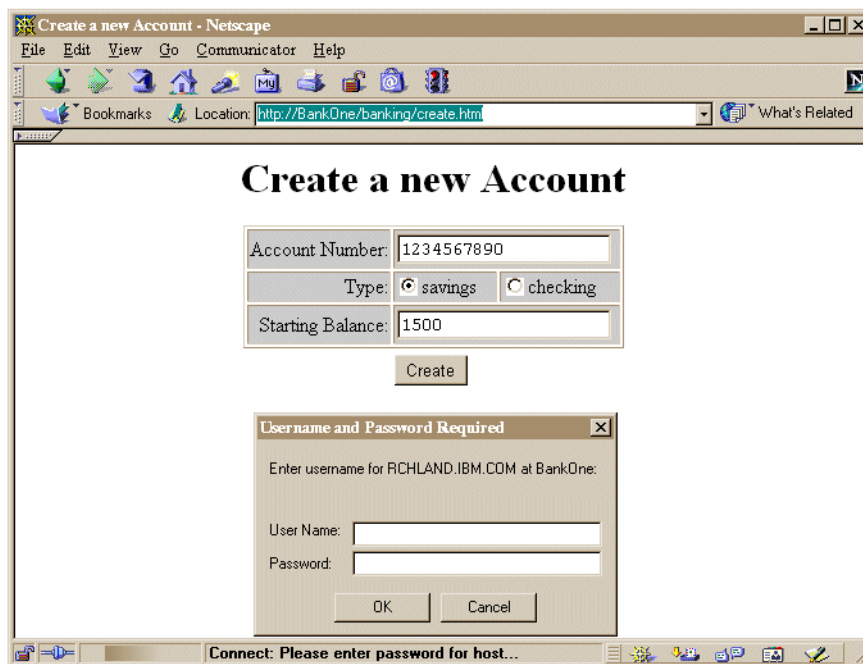 Create a new Account - Netscape
File Edit View Go Communicator Help
My
Bookmarks Location: http://BankOne/banking/create.html What's Related
Create a new Account
Account Number: 1234567890
Type: savings checking
Starting Balance: 1500
Create
Username and Password Required
Enter username for RCHLAND.IBM.COM at BankOne:
User Name:
Password:
OK Cancel
Connect: Please enter password for host...